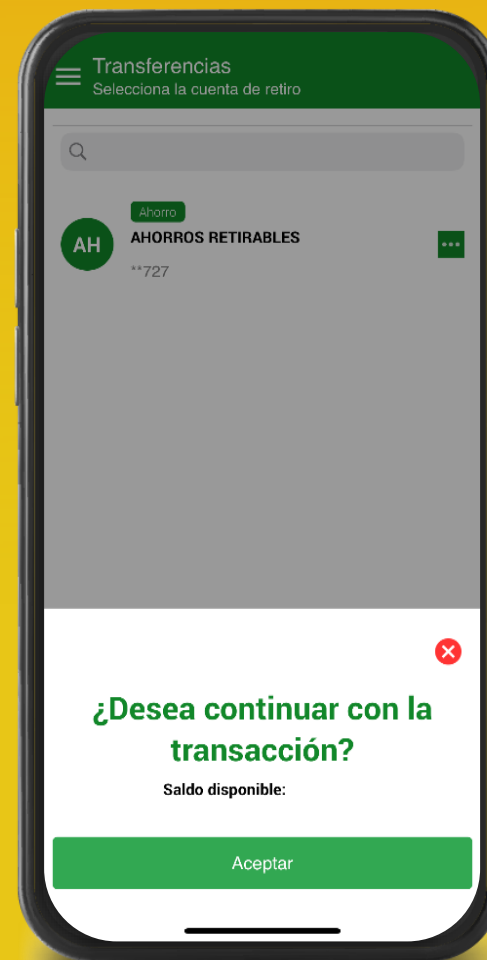 Transferencias
Selecciona la cuenta de retiro
Ahorro
AH
AHORROS RETIRABLES
**727
¿Desea continuar con la
transacción?
Saldo disponible:
Aceptar